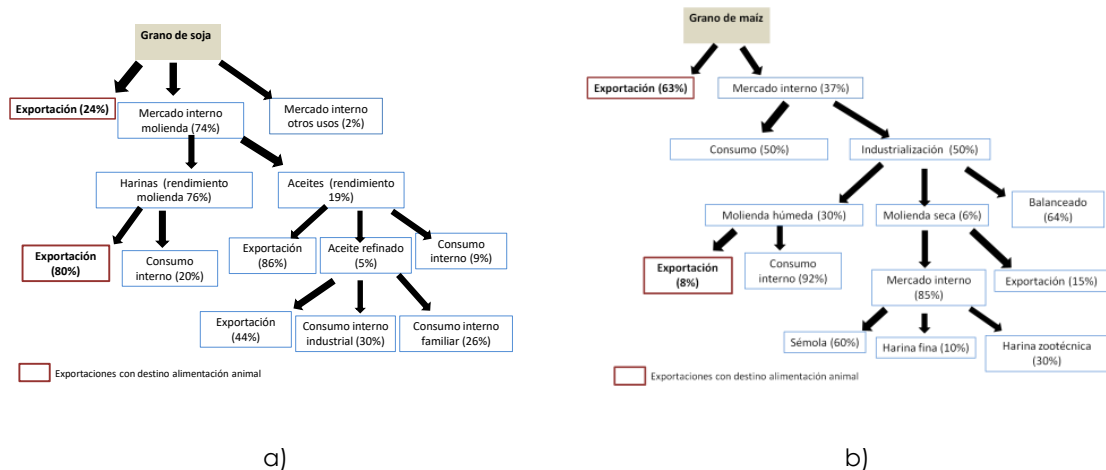 Grano de soja
Exportación (24%)
Mercado interno
molienda (74%)
Mercado interno
otros usos (2%)
Harinas (rendimiento
molienda 76%)
Aceites (rendimiento
19%)
Exportación
(80%)
Consumo
interno (20%)
Exportación
(86%)
Aceite refinado
(5%)
Consumo
interno (9%)
Exportación
(44%)
Consumo interno
industrial (30%)
Consumo interno
familiar (26%)
Exportaciones con destino alimentación animal
a)
Grano de maíz
Exportación (63%)
Mercado interno (37%)
Consumo (50%)
Industrialización (50%)
Molienda húmeda (30%)
Molienda seca (6%)
Balanceado
(64%)
Exportación
(8%)
Consumo
interno (92%)
Mercado interno
(85%)
Exportación (15%)
Sémola (60%)
Harina fina (10%)
Harina zootécnica
(30%)
Exportaciones con destino alimentación animal
b)